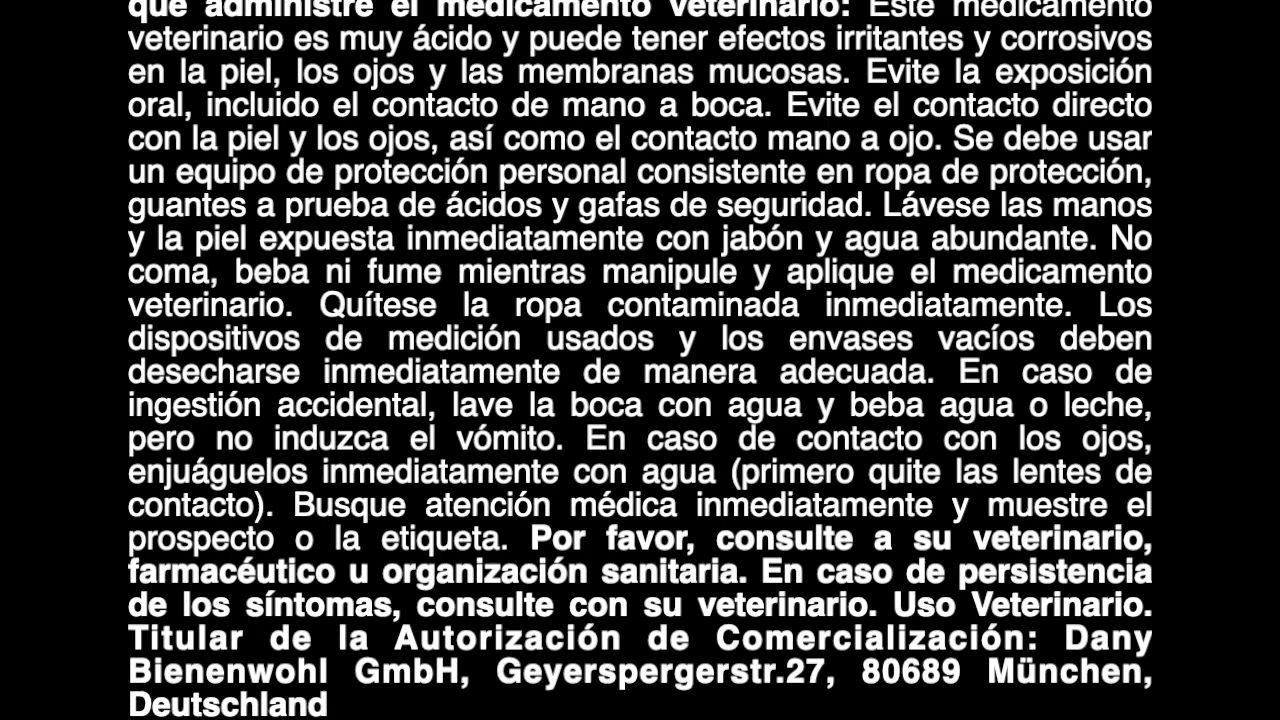 que administre el medicamento veterinario: Este medicamento
veterinario es muy ácido y puede tener efectos irritantes y corrosivos
en la piel, los ojos y las membranas mucosas. Evite la exposición
oral, incluido el contacto de mano a boca. Evite el contacto directo
con la piel y los ojos, así como el contacto mano a ojo. Se debe usar
un equipo de protección personal consistente en ropa de protección,
guantes a prueba de ácidos y gafas de seguridad. Lávese las manos
y la piel expuesta inmediatamente con jabón y agua abundante. No
coma, beba ni fume mientras manipule y aplique el medicamento
veterinario. Quítese la ropa contaminada inmediatamente. Los
dispositivos de medición usados y los envases vacíos deben
desecharse inmediatamente de manera adecuada. En caso de
ingestión accidental, lave la boca con agua y beba agua o leche,
pero no induzca el vómito. En caso de contacto con los ojos,
enjuáguelos inmediatamente con agua (primero quite las lentes de
contacto). Busque atención médica inmediatamente y muestre el
prospecto o la etiqueta. Por favor, consulte a su veterinario,
farmacéutico u organización sanitaria. En caso de persistencia
de los síntomas, consulte con su veterinario. Uso Veterinario.
Titular de la Autorización de Comercialización: Dany
Bienenwohl GmbH, Geyerspergerstr.27, 80689 München,
Deutschland